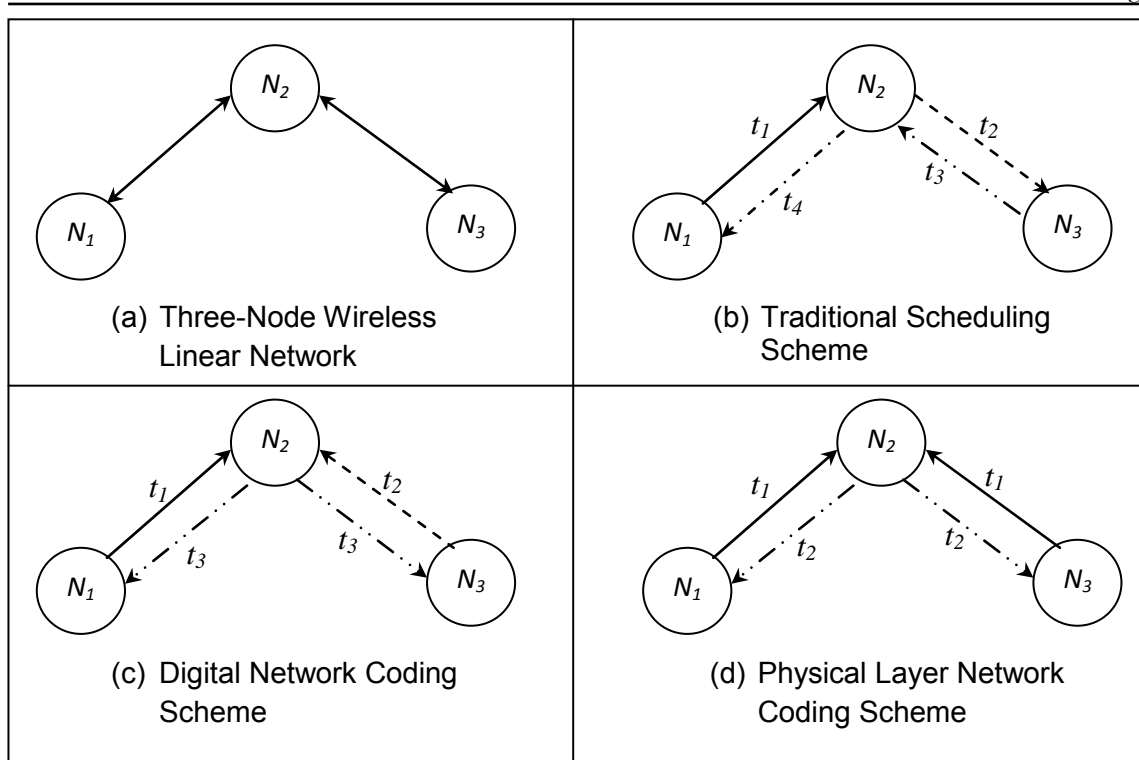 N2
N1
N3
(a) Three-Node Wireless
Linear Network
N2
t1
t2
t3
t4
N1
N3
(b) Traditional Scheduling
Scheme
N2
t1
t2
t3
t3
N1
N3
(c) Digital Network Coding
Scheme
N2
t1
t1
t2
t2
N1
N3
(d) Physical Layer Network
Coding Scheme